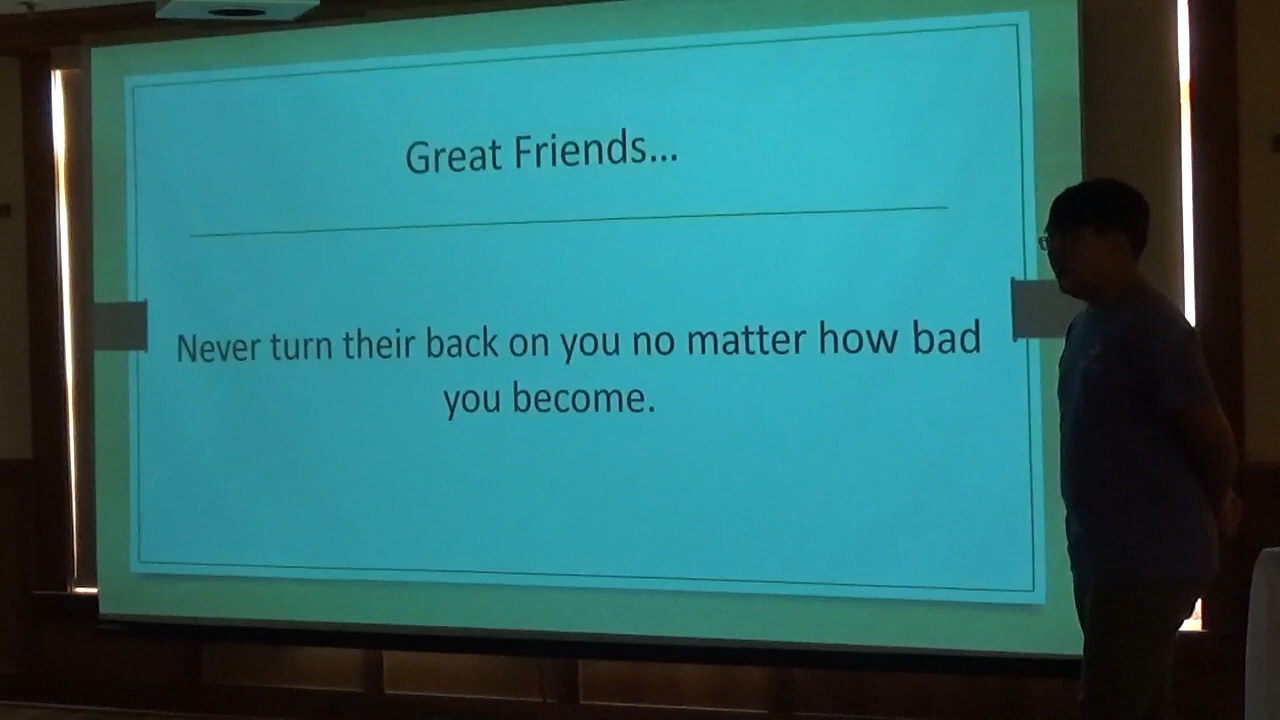 Great Friends...
Never turn their back on you no matter how bad
you become.